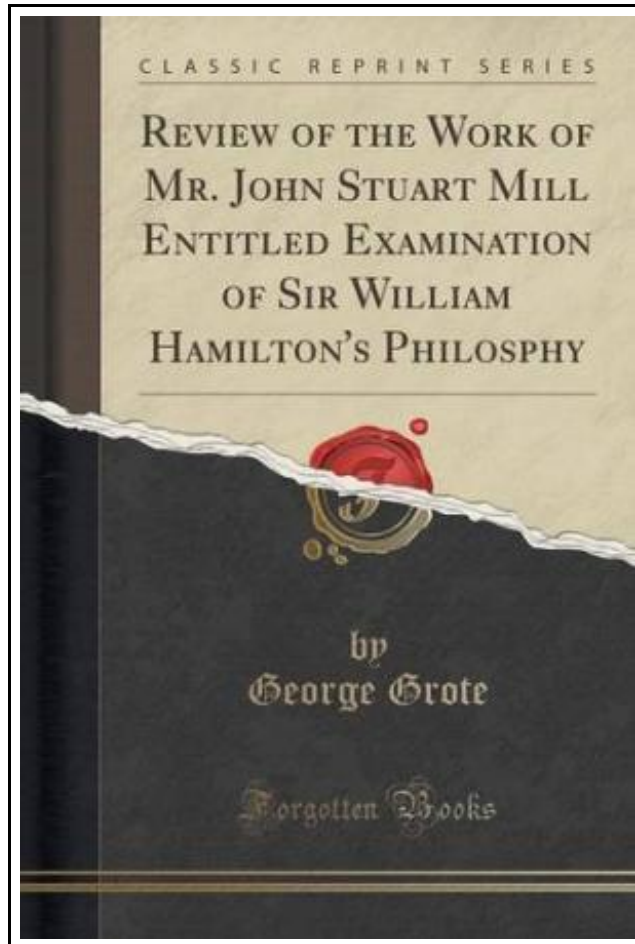 CLASSIC REPRINT SERIES
REVIEW OF THE WORK OF
MR. JOHN STUART MILL
ENTITLED EXAMINATION
OF SIR WILLIAM
HAMILTON'S PHILOSPHY
by
George Grote
Forgotten Books